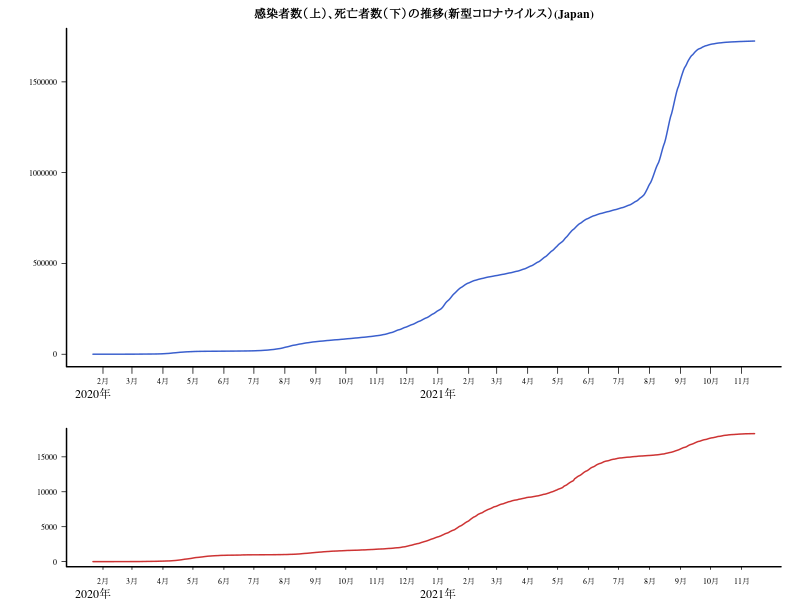 感染者数（上）、死亡者数（下）の推移(新型コロナウイルス）(Japan)
1500000
1000000
500000
0
2月 3月 4月 5月 6月 7月 8月 9月 10月 11月 12月 1月 2月 3月 4月 5月 6月 7月 8月 9月 10月 11月
2020年 2021年
15000
10000
5000
0
2月 3月 4月 5月 6月 7月 8月 9月 10月 11月 12月 1月 2月 3月 4月 5月 6月 7月 8月 9月 10月 11月
2020年 2021年